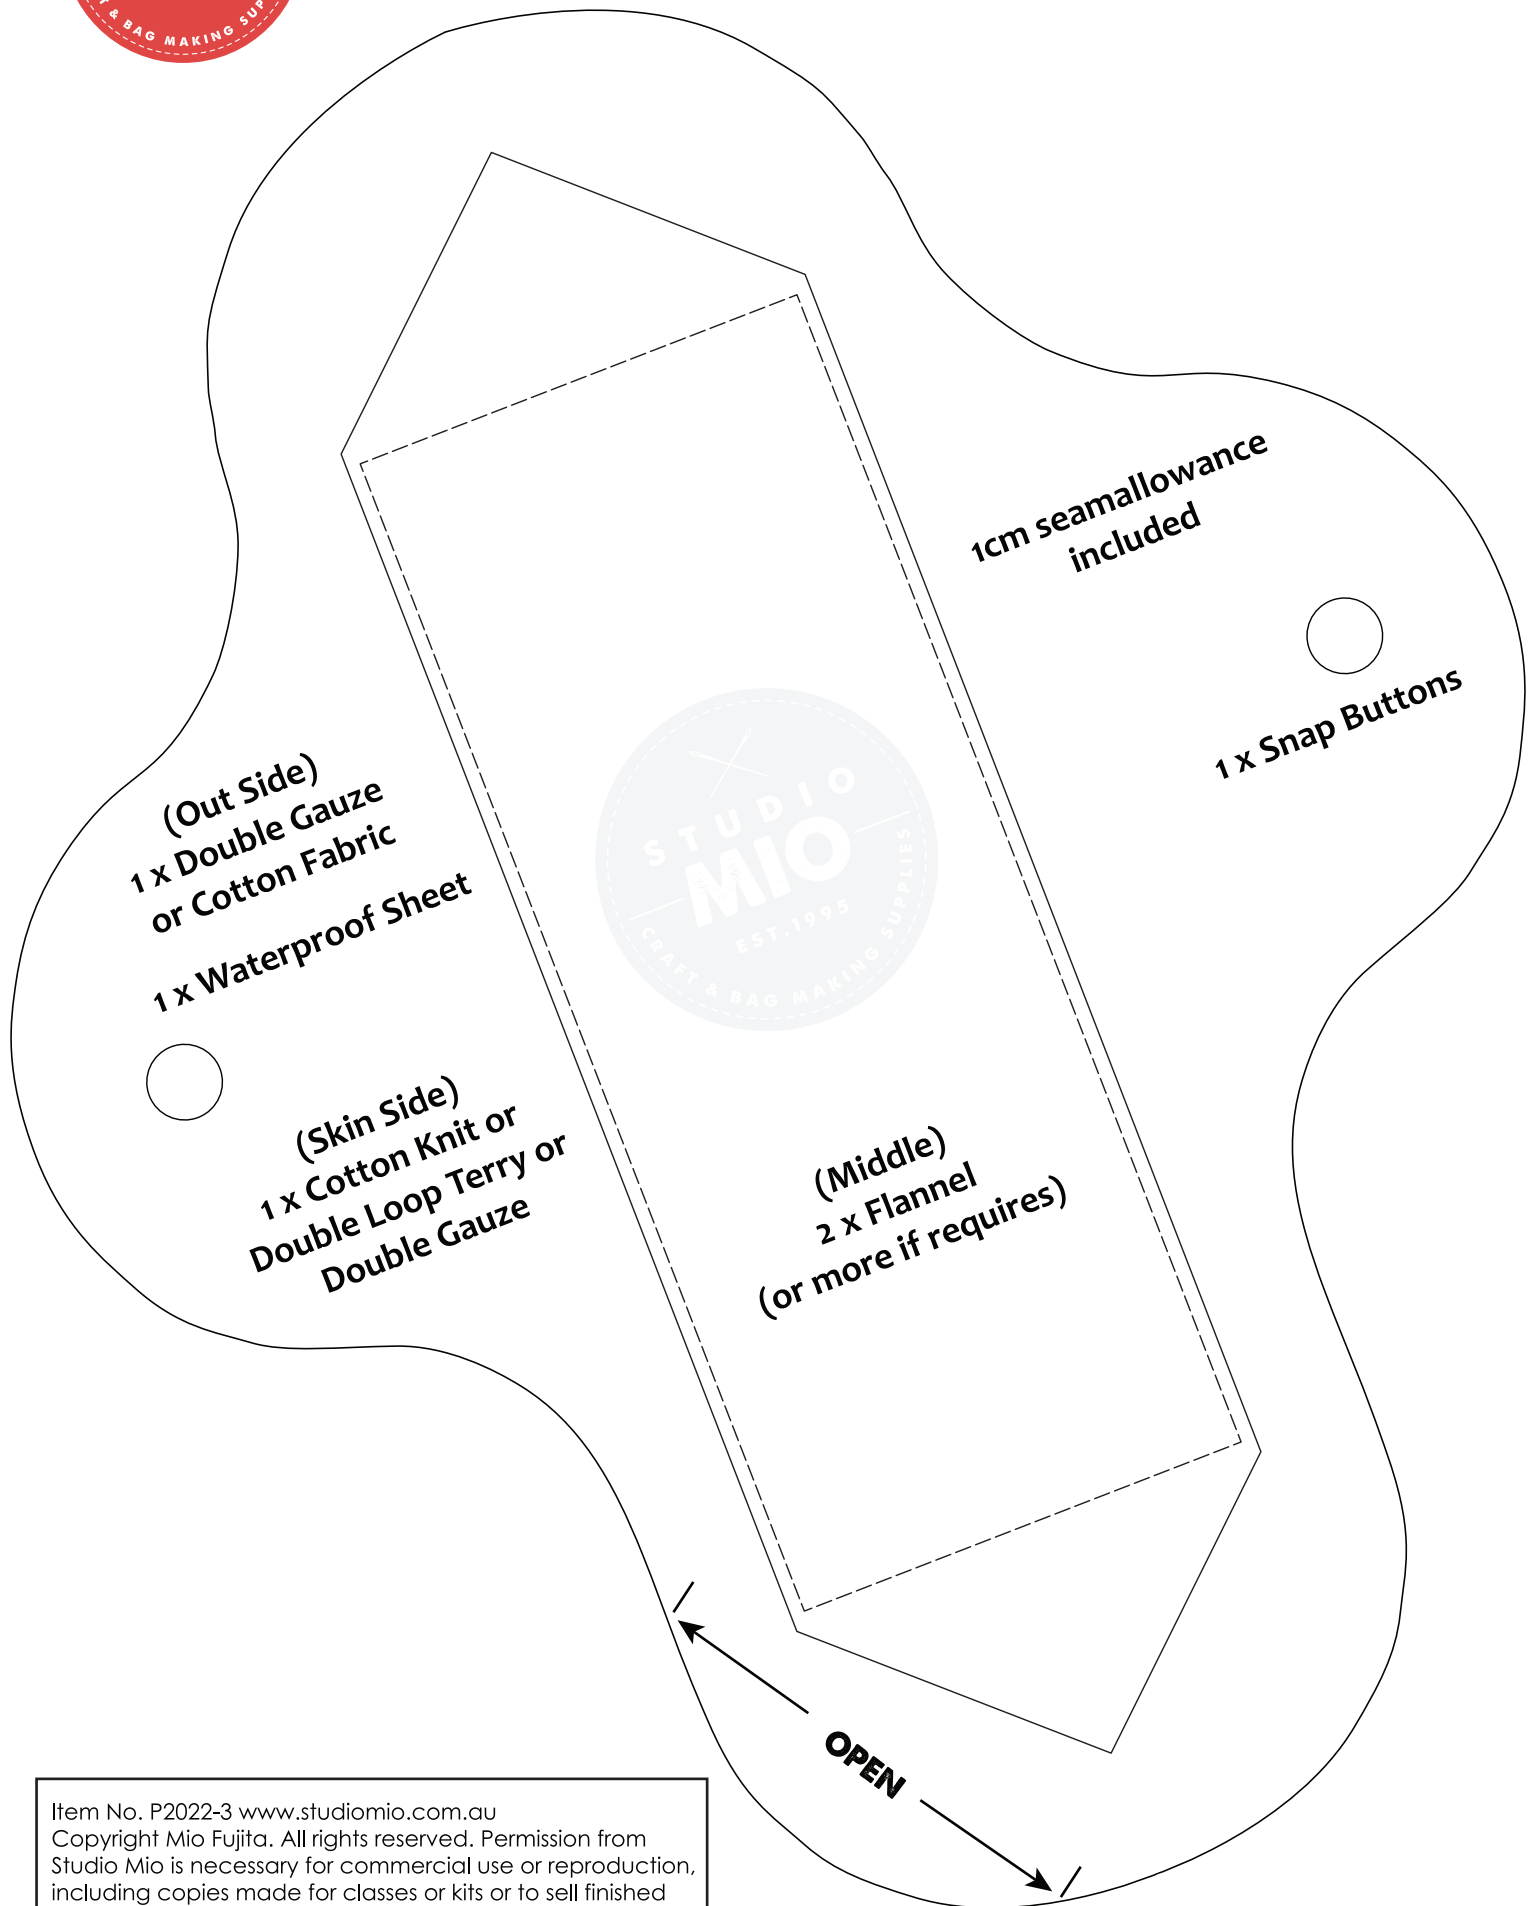 & BAG MAKING SUP
1cm seamallowance
included
1 x Snap Buttons
(Out Side)
1 x Double Gauze
or Cotton Fabric
1 x Waterproof Sheet
STUDIO
MIO
EST.1995
CRAFT & BAG MAKING SUPPLIES
(Skin Side)
1 x Cotton Knit or
Double Loop Terry or
Double Gauze
(Middle)
2 x Flannel
(or more if requires)
OPEN
Item No. P2022-3 www.studiomio.com.au
Copyright Mio Fujita. All rights reserved. Permission from
Studio Mio is necessary for commercial use or reproduction,
including copies made for classes or kits or to sell finished